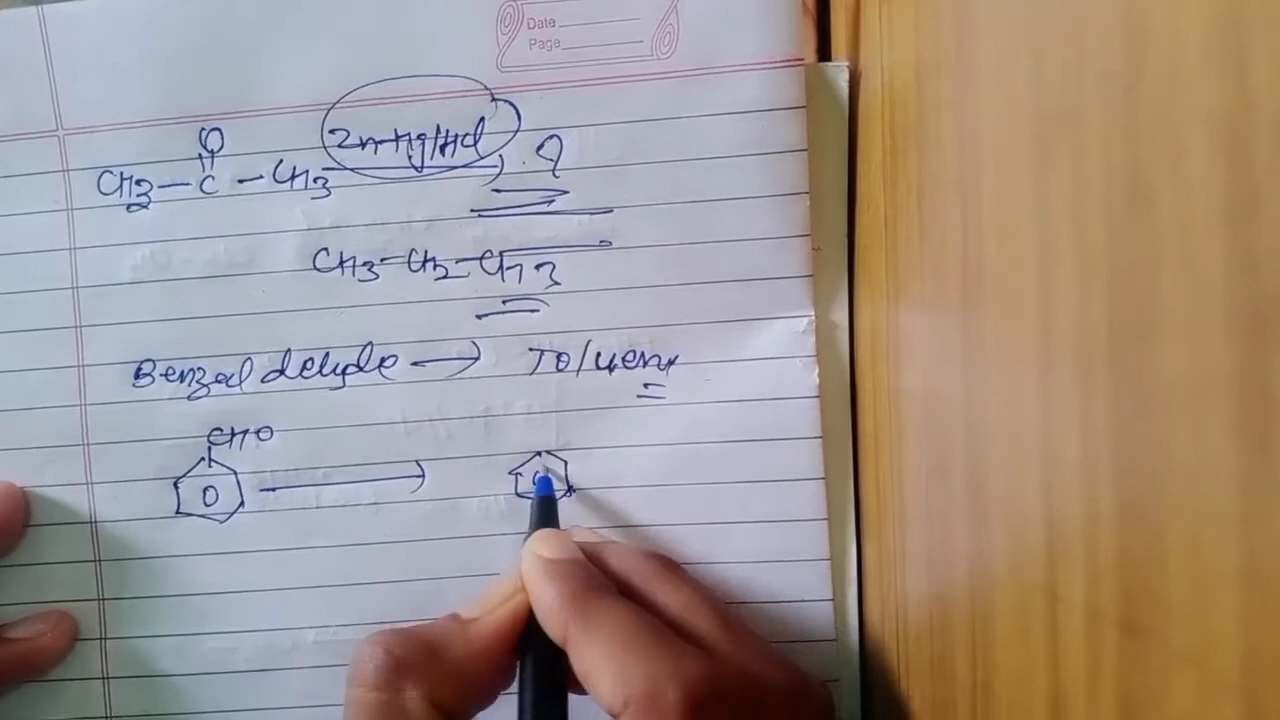 Date
Page
O
Zn-Hg/HCl
CH3-C-CH3 ?
CH3-CH2-CH3
Benzaldehyde → Toluene
CHO